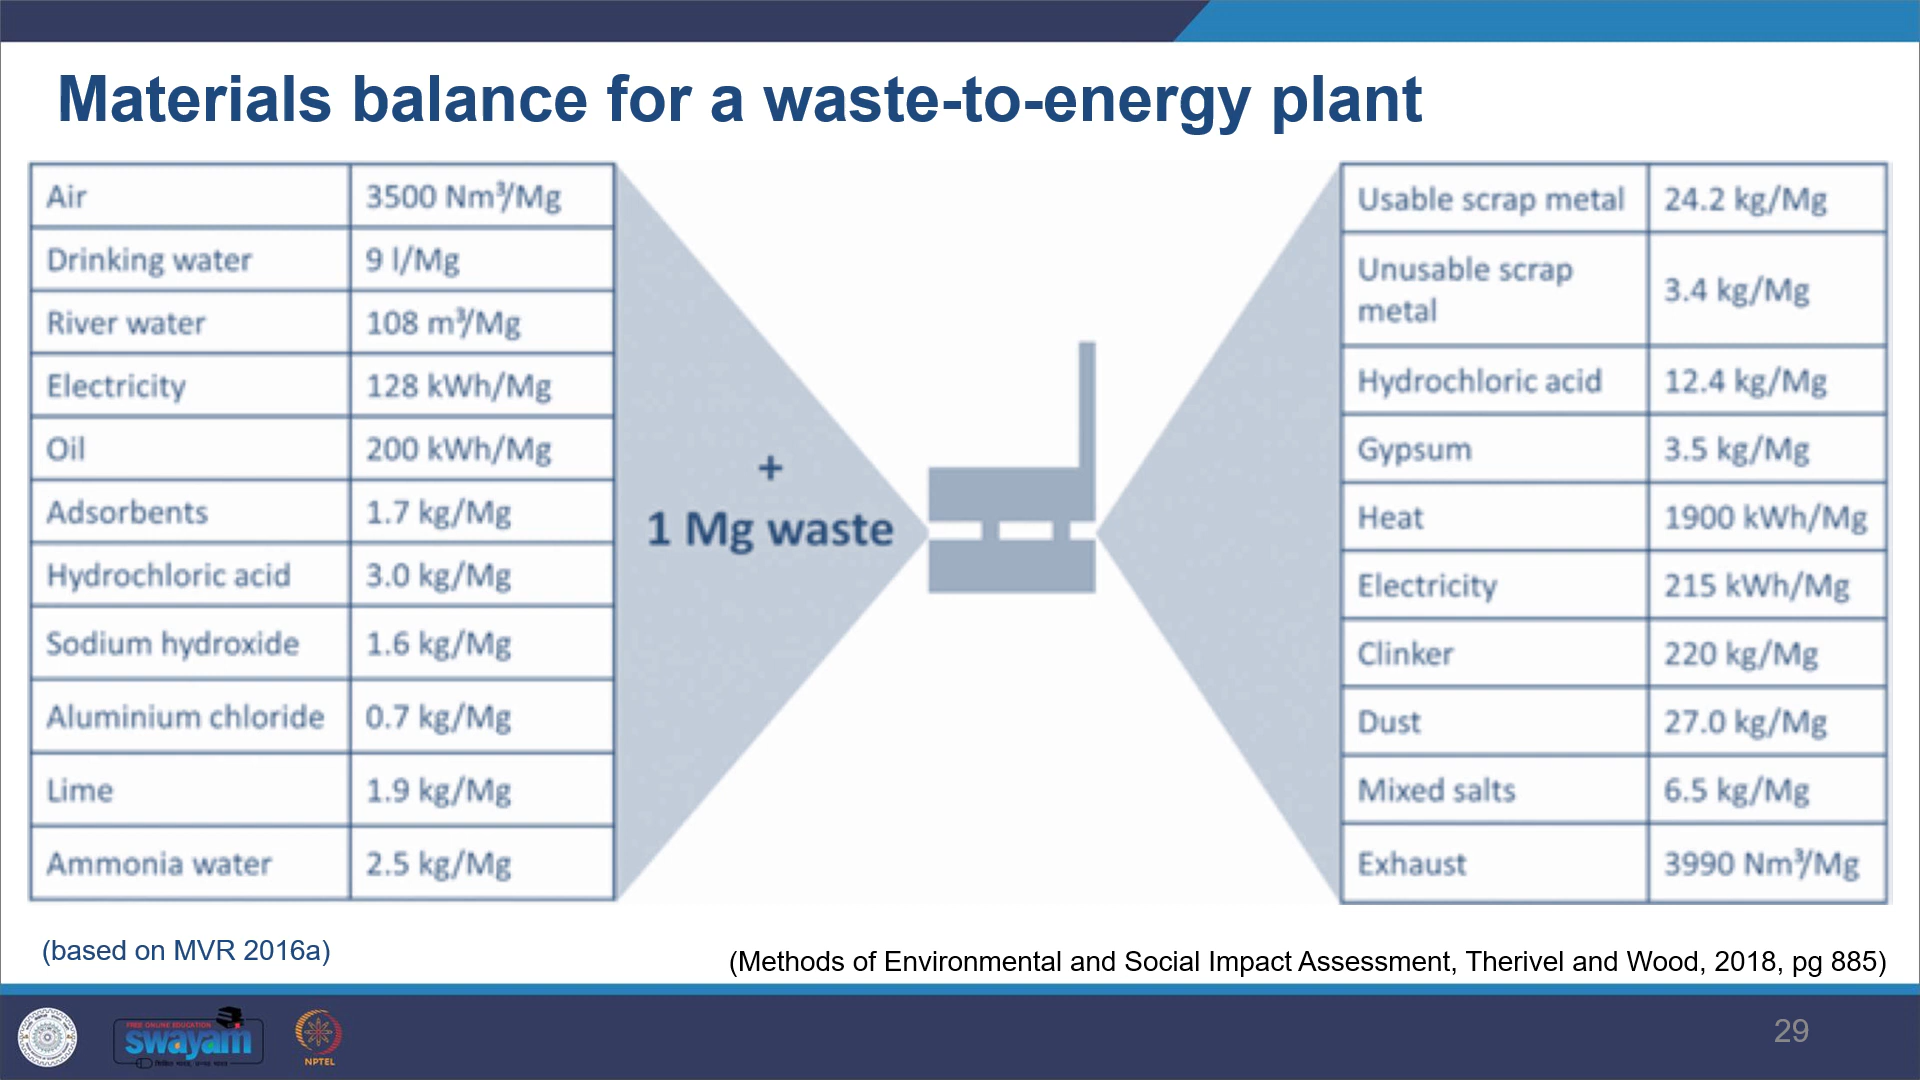 Materials balance for a waste-to-energy plant
Air 3500 Nm³/Mg
Drinking water 9 l/Mg
River water 108 m³/Mg
Electricity 128 kWh/Mg
Oil 200 kWh/Mg
Adsorbents 1.7 kg/Mg
Hydrochloric acid 3.0 kg/Mg
Sodium hydroxide 1.6 kg/Mg
Aluminium chloride 0.7 kg/Mg
Lime 1.9 kg/Mg
Ammonia water 2.5 kg/Mg
+
1 Mg waste
Usable scrap metal 24.2 kg/Mg
Unusable scrap
metal 3.4 kg/Mg
Hydrochloric acid 12.4 kg/Mg
Gypsum 3.5 kg/Mg
Heat 1900 kWh/Mg
Electricity 215 kWh/Mg
Clinker 220 kg/Mg
Dust 27.0 kg/Mg
Mixed salts 6.5 kg/Mg
Exhaust 3990 Nm³/Mg
(based on MVR 2016a)
(Methods of Environmental and Social Impact Assessment, Therivel and Wood, 2018, pg 885)
FREE ONLINE EDUCATION
swayam
NPTEL
29